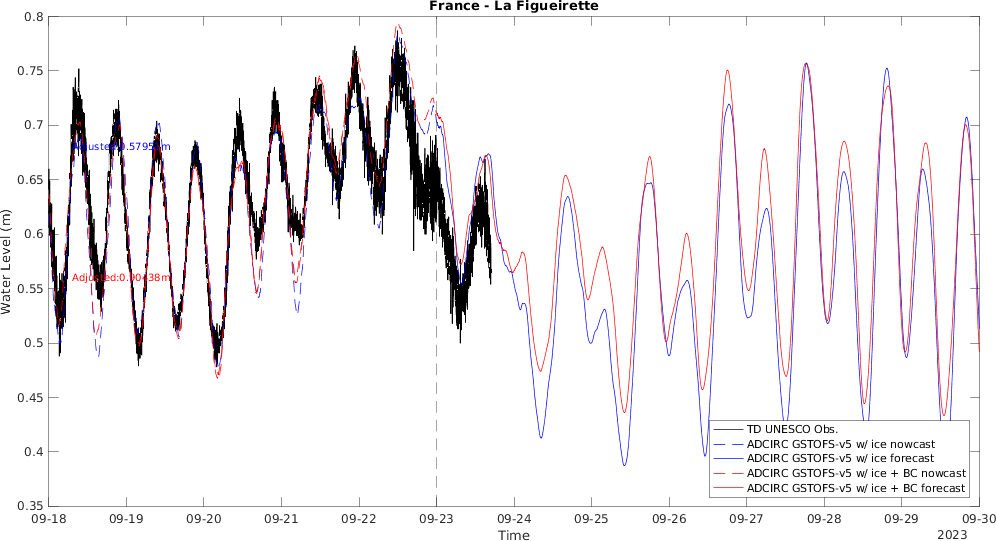 France - La Figueirette
0.8
0.75
0.7
0.65
0.6
0.55
0.5
0.45
0.4
0.35
Water Level (m)
Adjusted:0.5795m
Adjusted:0.90438m
TD UNESCO Obs.
ADCIRC GSTOFS-v5 w/ ice nowcast
ADCIRC GSTOFS-v5 w/ ice forecast
ADCIRC GSTOFS-v5 w/ ice + BC nowcast
ADCIRC GSTOFS-v5 w/ ice + BC forecast
09-18 09-19 09-20 09-21 09-22 09-23 09-24 09-25 09-26 09-27 09-28 09-29 09-30
Time
2023